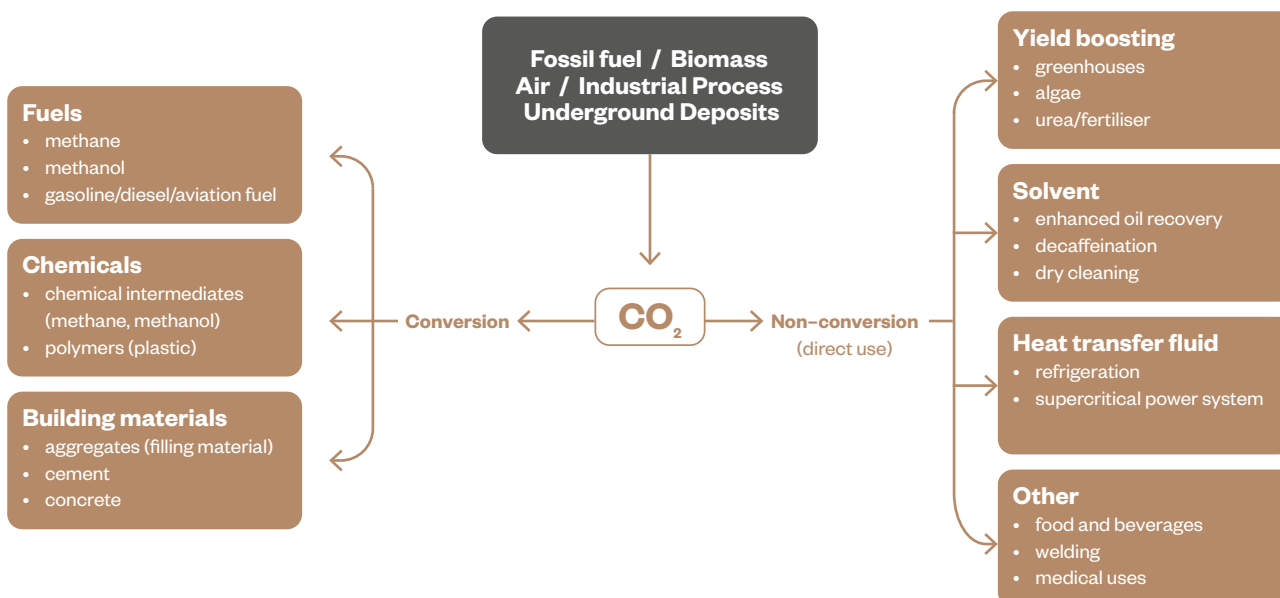 Fossil fuel / Biomass
Air / Industrial Process
Underground Deposits
Fuels
• methane
• methanol
• gasoline/diesel/aviation fuel
Chemicals
• chemical intermediates
(methane, methanol)
• polymers (plastic)
Building materials
• aggregates (filling material)
• cement
• concrete
Conversion
CO₂
Non-conversion
(direct use)
Yield boosting
• greenhouses
• algae
• urea/fertiliser
Solvent
• enhanced oil recovery
• decaffeination
• dry cleaning
Heat transfer fluid
• refrigeration
• supercritical power system
Other
• food and beverages
• welding
• medical uses